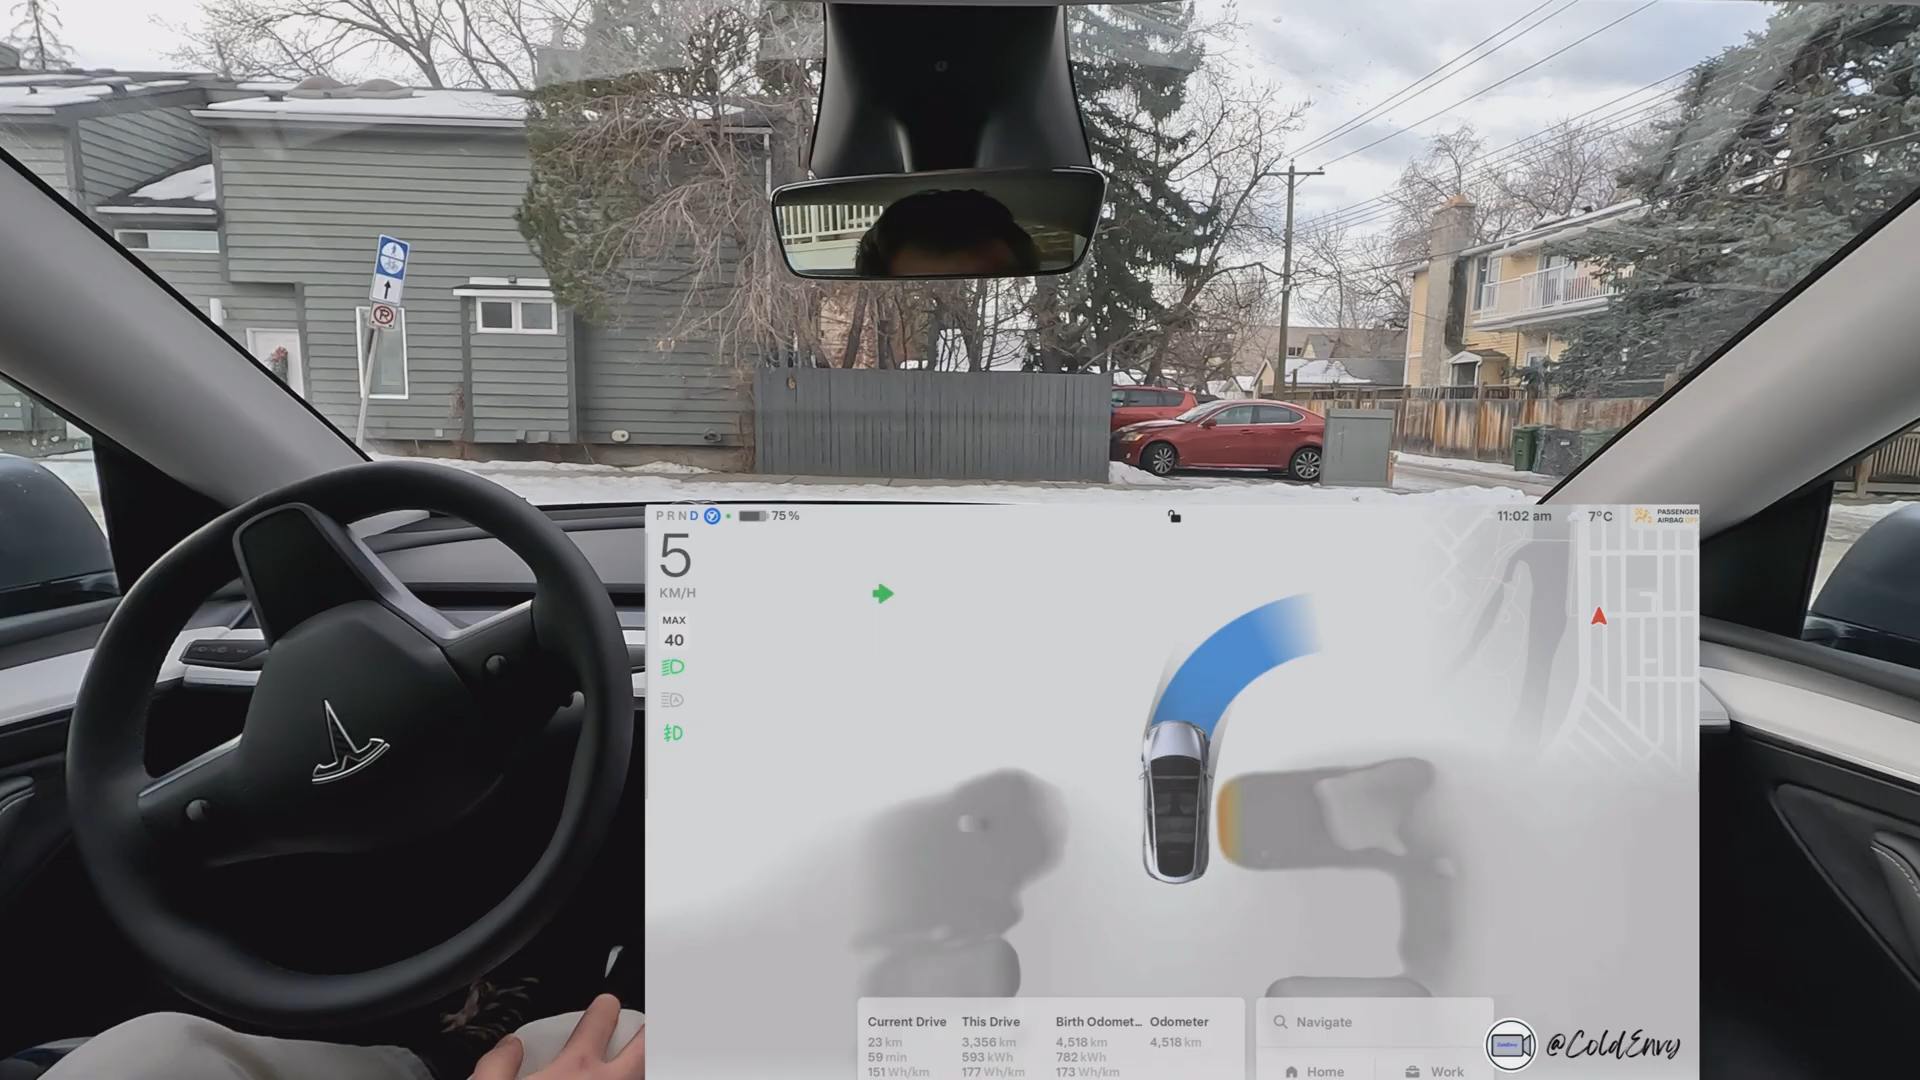 P R N D
75 %
11:02 am
7°C
PASSENGER
AIRBAG OFF
5
KM/H
MAX
40
Current Drive
23 km
59 min
151 Wh/km
This Drive
3,356 km
593 kWh
177 Wh/km
Birth Odomet...
4,518 km
782 kWh
173 Wh/km
Odometer
4,518 km
Navigate
Home
Work
@ColdEnvy